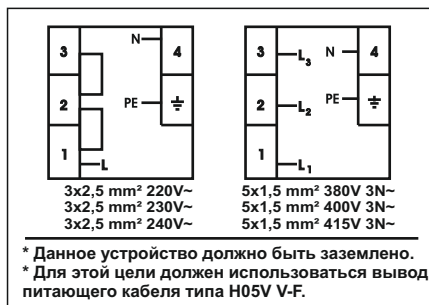 3 N 4
2 PE
1 L
3 L3 N 4
2 L2 PE
1 L1
3x2,5 mm² 220V~
3x2,5 mm² 230V~
3x2,5 mm² 240V~
5x1,5 mm² 380V 3N~
5x1,5 mm² 400V 3N~
5x1,5 mm² 415V 3N~
* Данное устройство должно быть заземлено.
* Для этой цели должен использоваться вывод
питающего кабеля типа H05V V-F.